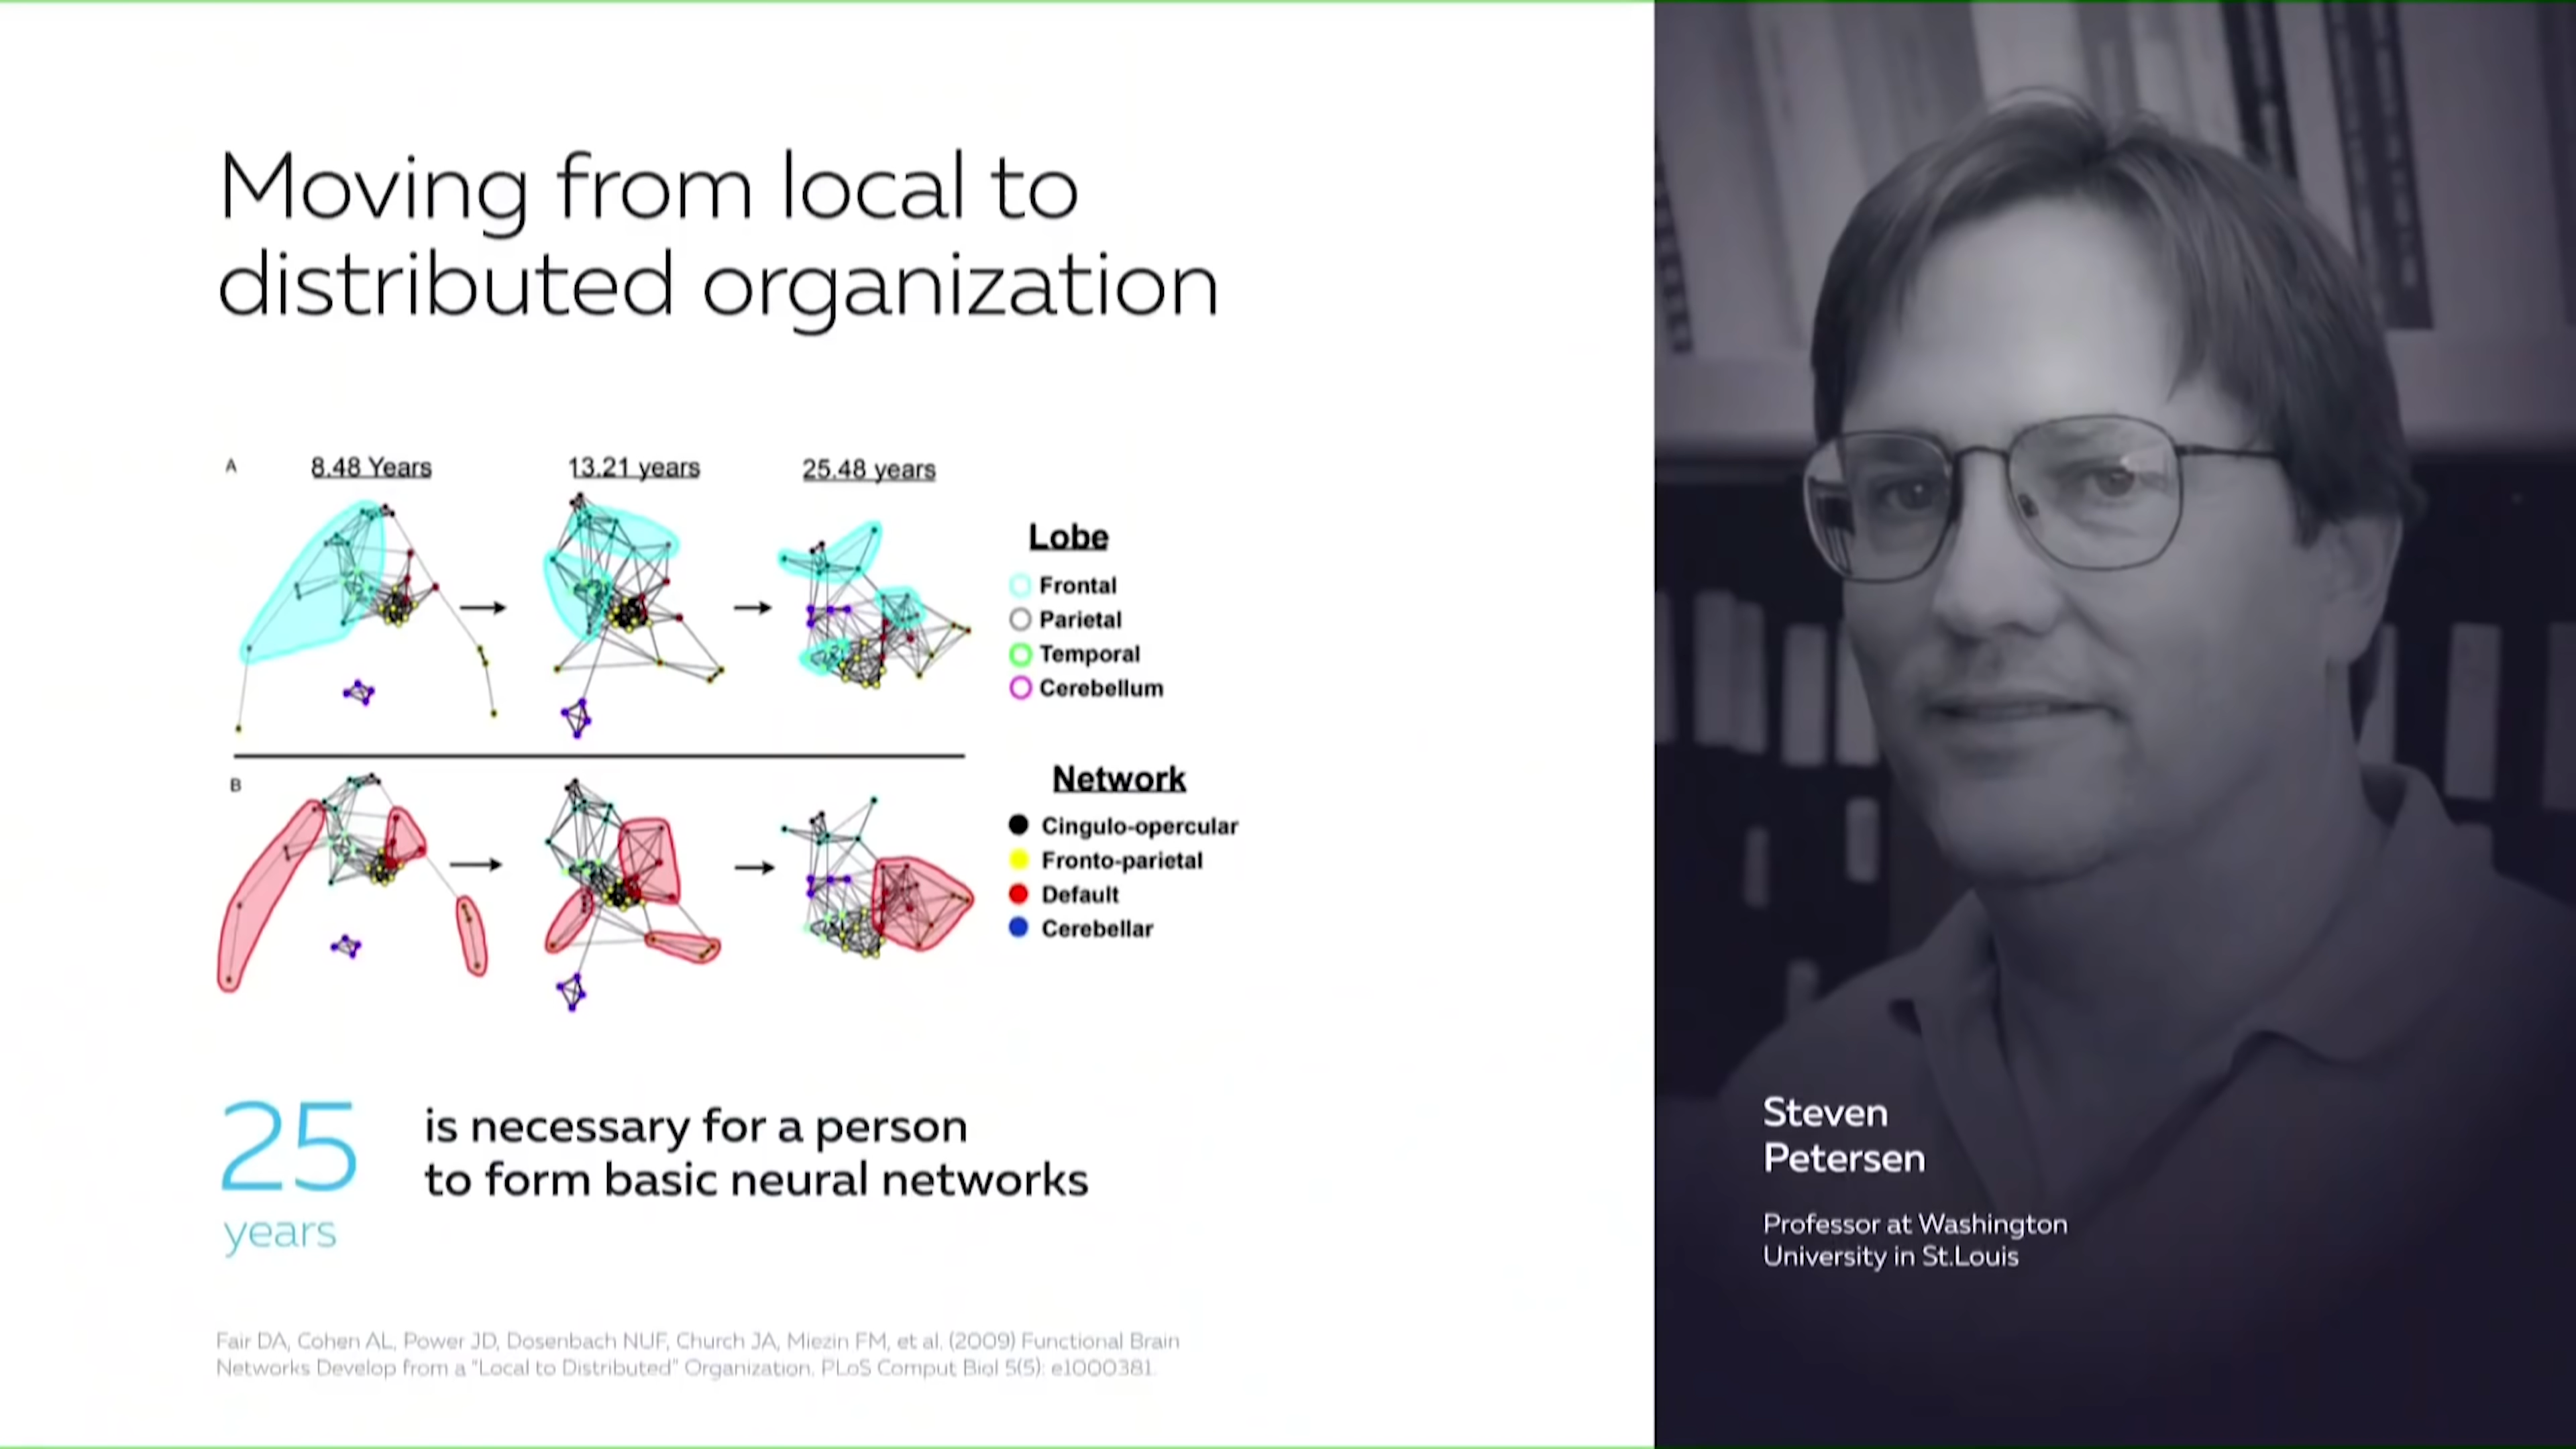 Moving from local to
distributed organization
A
8.48 Years
13.21 years
25.48 years
Lobe
Frontal
Parietal
Temporal
Cerebellum
B
Network
Cingulo-opercular
Fronto-parietal
Default
Cerebellar
25
years
is necessary for a person
to form basic neural networks
Fair DA, Cohen AL, Power JD, Dosenbach NUF, Church JA, Miezin FM, et al. (2009) Functional Brain
Networks Develop from a "Local to Distributed" Organization. PLoS Comput Biol 5(5): e1000381.
Steven
Petersen
Professor at Washington
University in St.Louis